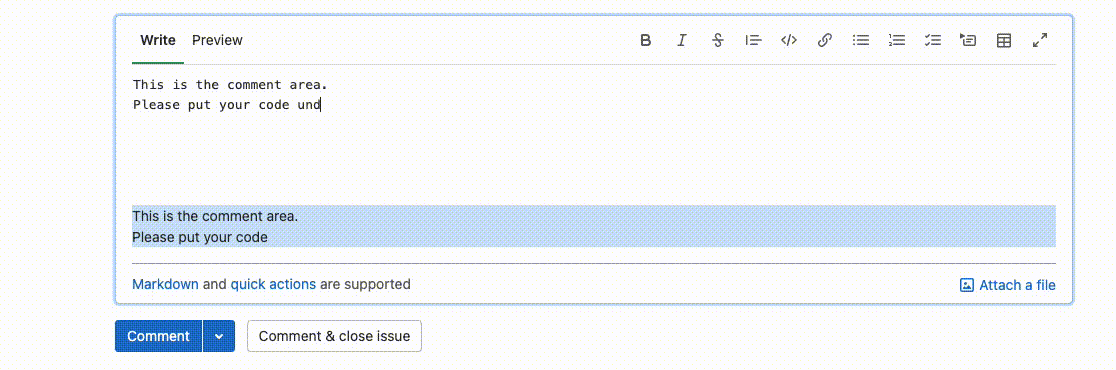 Write Preview
This is the comment area.
Please put your code und
This is the comment area.
Please put your code
Markdown and quick actions are supported
Attach a file
Comment
Comment & close issue